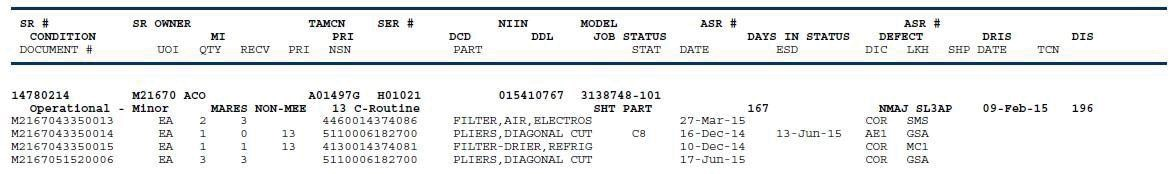 SR # SR OWNER TAMCN SER # NIIN MODEL ASR # ASR #
CONDITION MI PRI DCD DDL JOB STATUS DAYS IN STATUS DEFECT DRIS DIS
DOCUMENT # UOI QTY RECV PRI NSN PART STAT DATE ESD DIC LKH SHP DATE TCN
14780214 M21670 ACO A01497G H01021 015410767 3138748-101
Operational - Minor MARES NON-MEE 13 C-Routine SHT PART 167 NMAJ SL3AP 09-Feb-15 196
M2167043350013 EA 2 3 4460014374086 FILTER,AIR,ELECTROS 27-Mar-15 COR SMS
M2167043350014 EA 1 0 13 5110006182700 PLIERS,DIAGONAL CUT C8 16-Dec-14 13-Jun-15 AE1 GSA
M2167043350015 EA 1 1 13 4130014374081 FILTER-DRIER,REFRIG 10-Dec-14 COR MC1
M2167051520006 EA 3 3 5110006182700 PLIERS,DIAGONAL CUT 17-Jun-15 COR GSA